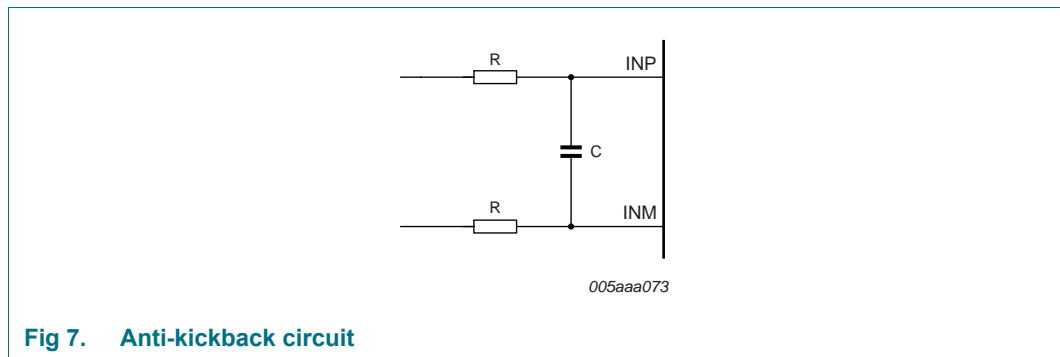 R
INP
C
R
INM
005aaa073
Fig 7. Anti-kickback circuit